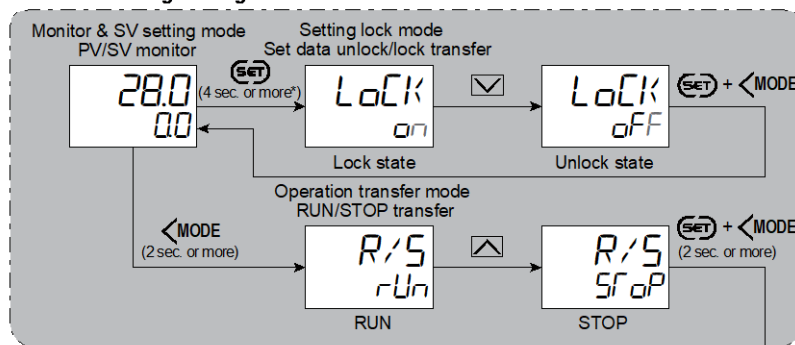 Monitor & SV setting mode
PV/SV monitor
28.0
0.0
SET
(4 sec. or more*)
Setting lock mode
Set data unlock/lock transfer
LoCK
on
Lock state
LoCK
oFF
Unlock state
SET + <MODE
<MODE
(2 sec. or more)
Operation transfer mode
RUN/STOP transfer
R/S
rUn
RUN
R/S
SToP
STOP
SET + <MODE
(2 sec. or more)